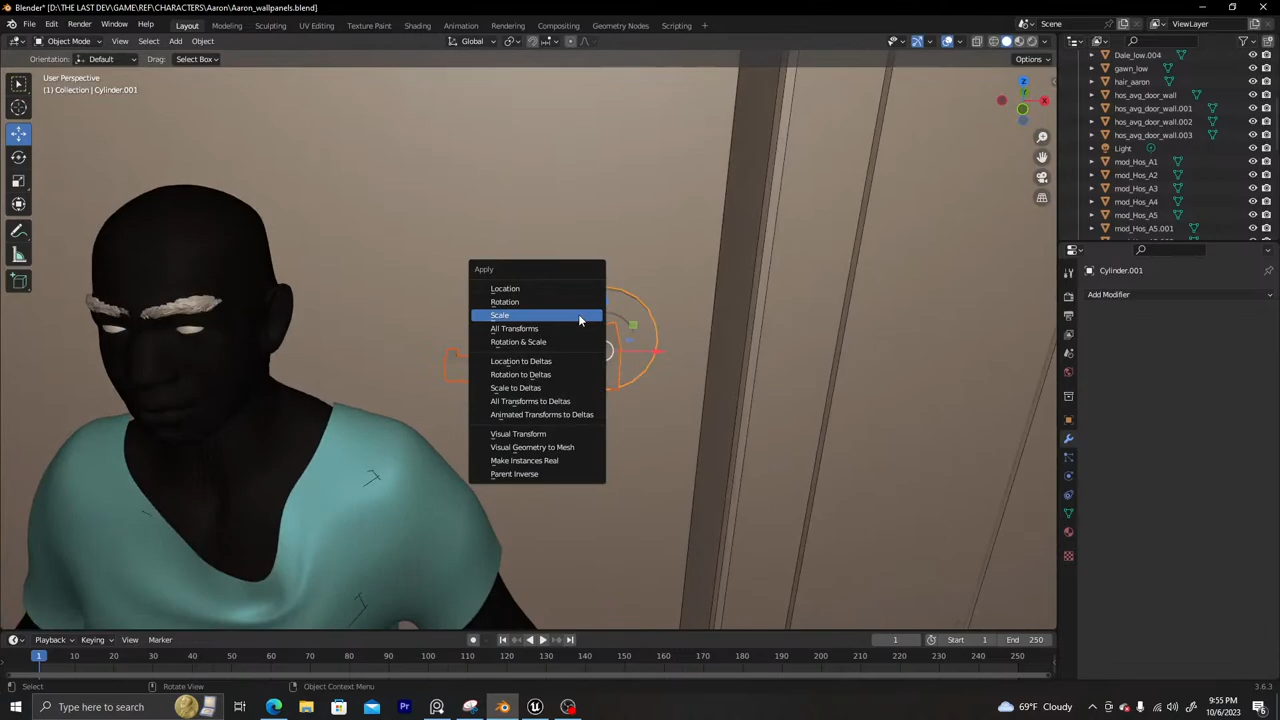 Blender* [D:\THE LAST DEV\GAME\REF\CHARACTERS\Aaron\Aaron_wallpanels.blend]
File Edit Render Window Help Layout Modeling Sculpting UV Editing Texture Paint Shading Animation Rendering Compositing Geometry Nodes Scripting + Scene ViewLayer
Object Mode View Select Add Object Global
Orientation: Default Drag: Select Box Options
User Perspective
(1) Collection | Cylinder.001
Z
Y
X
Dale_low.004
gawn_low
hair_aaron
hos_avg_door_wall
hos_avg_door_wall.001
hos_avg_door_wall.002
hos_avg_door_wall.003
Light
mod_Hos_A1
mod_Hos_A2
mod_Hos_A3
mod_Hos_A4
mod_Hos_A5
mod_Hos_A5.001
Cylinder.001
Add Modifier
Apply
Location
Rotation
Scale
All Transforms
Rotation & Scale
Location to Deltas
Rotation to Deltas
Scale to Deltas
All Transforms to Deltas
Animated Transforms to Deltas
Visual Transform
Visual Geometry to Mesh
Make Instances Real
Parent Inverse
Playback Keying View Marker 1 Start 1 End 250
1 10 20 30 40 50 60 70 80 90 100 110 120 130 140 150 160 170 180 190 200 210 220 230 240 250
Select Rotate View Object Context Menu 3.6.3
Type here to search 69°F Cloudy 9:55 PM
10/6/2023